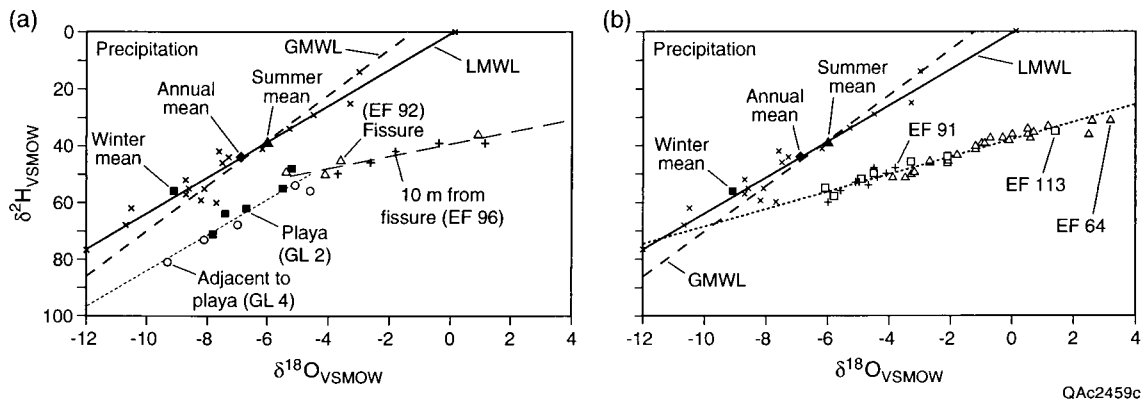 (a)
Precipitation
GMWL
LMWL
Summer
mean
Annual
mean
Winter
mean
(EF 92)
Fissure
10 m from
fissure (EF 96)
Playa
(GL 2)
Adjacent to
playa (GL 4)
δ²H_VSMOW
0
20
40
60
80
100
-12 -10 -8 -6 -4 -2 0 2 4
δ¹⁸O_VSMOW
(b)
Precipitation
LMWL
Summer
mean
Annual
mean
Winter
mean
EF 91
EF 113
EF 64
GMWL
-12 -10 -8 -6 -4 -2 0 2 4
δ¹⁸O_VSMOW
QAc2459c